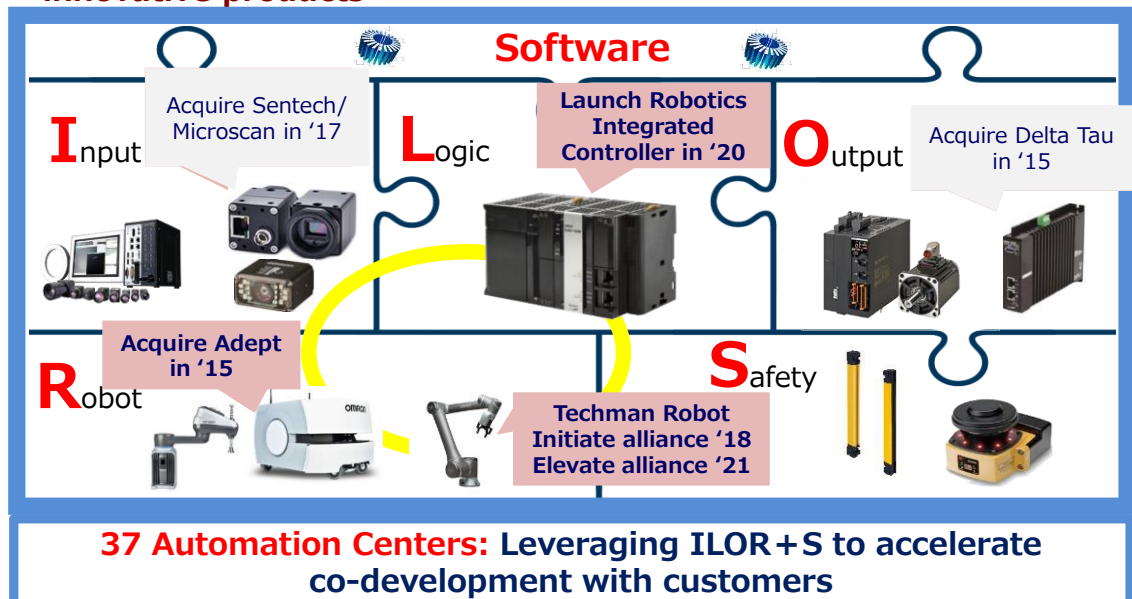 innovative products
Software
Acquire Sentech/
Microscan in ‘17
Input
Launch Robotics
Integrated
Controller in ‘20
Logic
Acquire Delta Tau
in ‘15
Output
Acquire Adept
in ‘15
Robot
OMRON
Techman Robot
Initiate alliance ‘18
Elevate alliance ‘21
Safety
37 Automation Centers: Leveraging ILOR+S to accelerate
co-development with customers